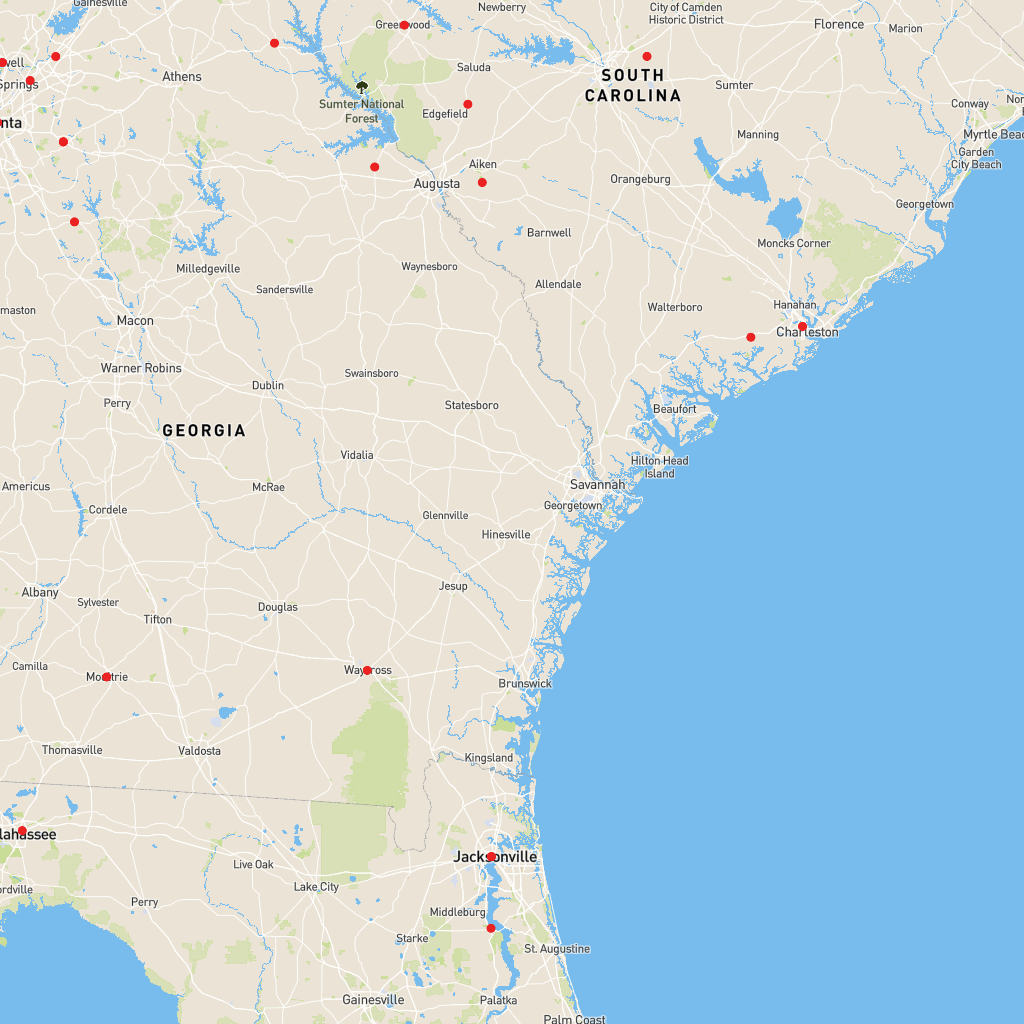 Gainesville
Newberry
City of Camden
Historic District
Greenwood
Florence
Marion
Saluda
SOUTH
CAROLINA
Athens
Springs
Sumter
Sumter National
Forest
Edgefield
Conway
Manning
Myrtle Beac
Garden
City Beach
Aiken
Augusta
Orangeburg
Georgetown
Barnwell
Moncks Corner
Milledgeville
Waynesboro
Sandersville
Allendale
Walterboro
Hanahan
maston
Macon
Charleston
Warner Robins
Swainsboro
Dublin
Perry
Statesboro
Beaufort
GEORGIA
Vidalia
Hilton Head
Island
Americus
McRae
Savannah
Georgetown
Cordele
Glennville
Hinesville
Albany
Sylvester
Jesup
Douglas
Tifton
Camilla
Moultrie
Waycross
Brunswick
Thomasville
Valdosta
Kingsland
lahassee
Jacksonville
Live Oak
Lake City
ordville
Perry
Middleburg
Starke
St. Augustine
Gainesville
Palatka
Palm Coast